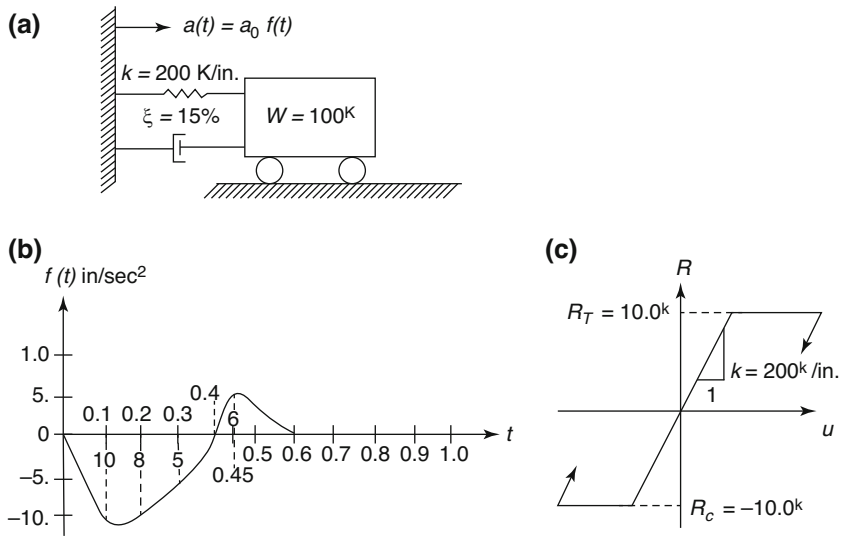 (a)
a(t) = a₀ f(t)
k = 200 K/in.
ξ = 15%
W = 100ᴷ
(b)
f (t) in/sec²
1.0
5.
0
−5.
−10.
0.1 0.2 0.3 0.4
10 8 5 6
0.45
0.5 0.6 0.7 0.8 0.9 1.0
t
(c)
R
R_T = 10.0ᵏ
k = 200ᵏ/in.
1
u
R_c = −10.0ᵏ